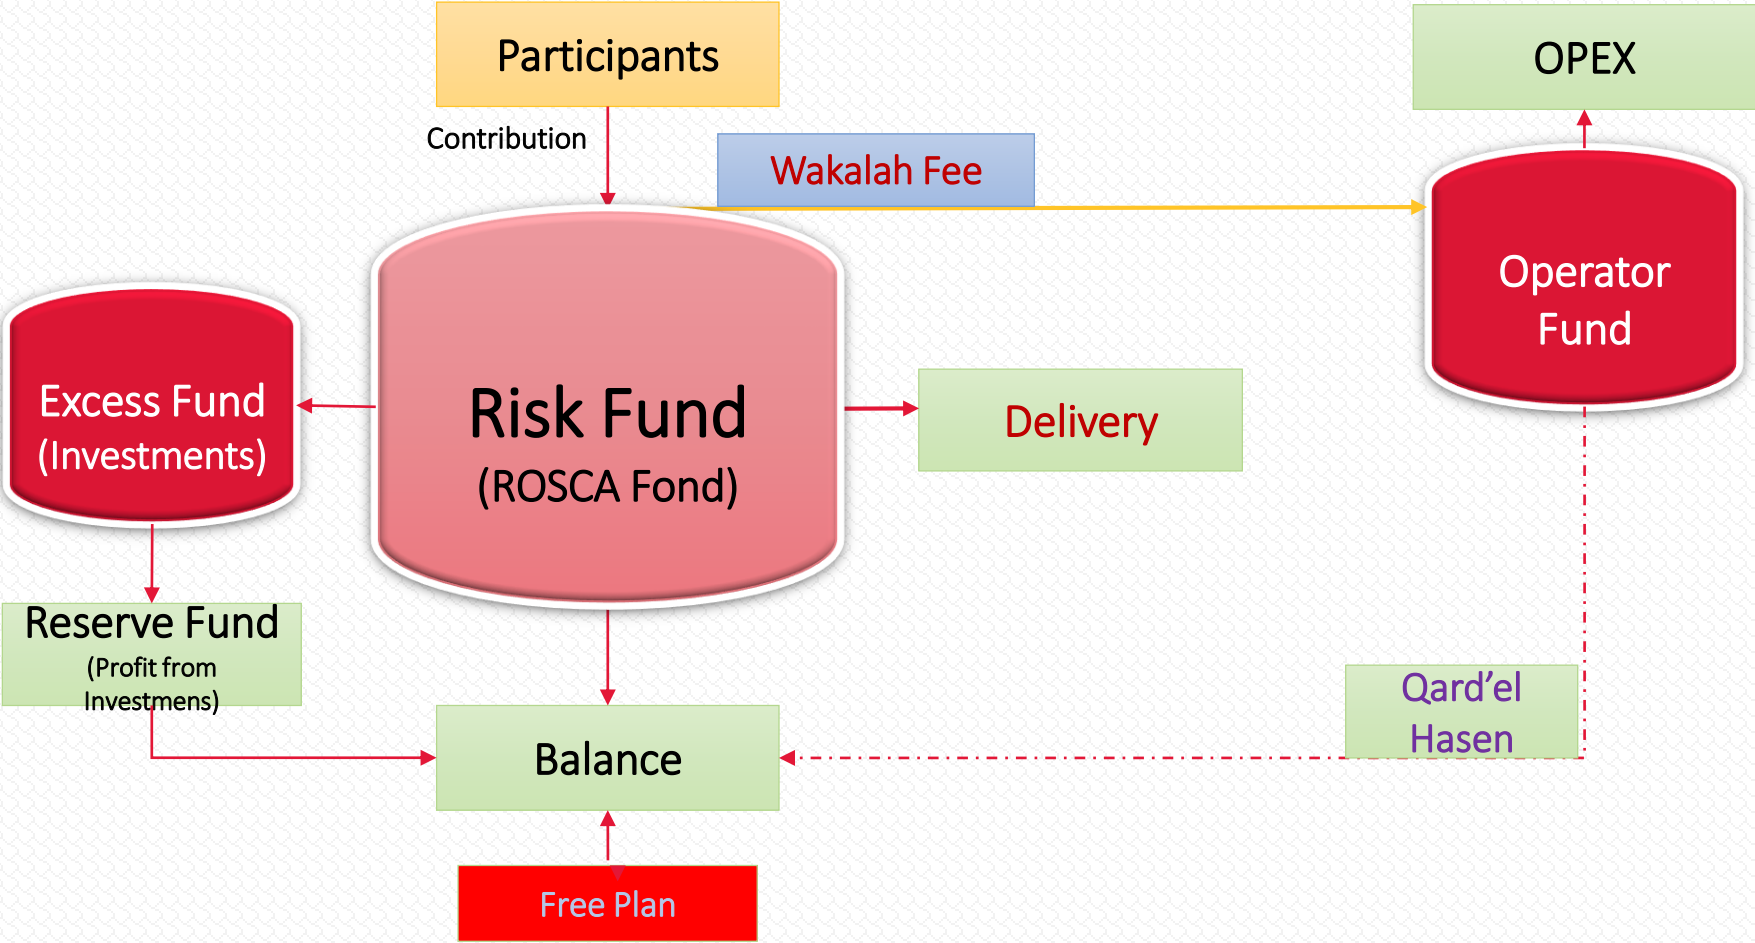 Participants
OPEX
Contribution
Wakalah Fee
Operator
Fund
Excess Fund
(Investments)
Risk Fund
(ROSCA Fond)
Delivery
Reserve Fund
(Profit from
Investmens)
Balance
Qard’el
Hasen
Free Plan